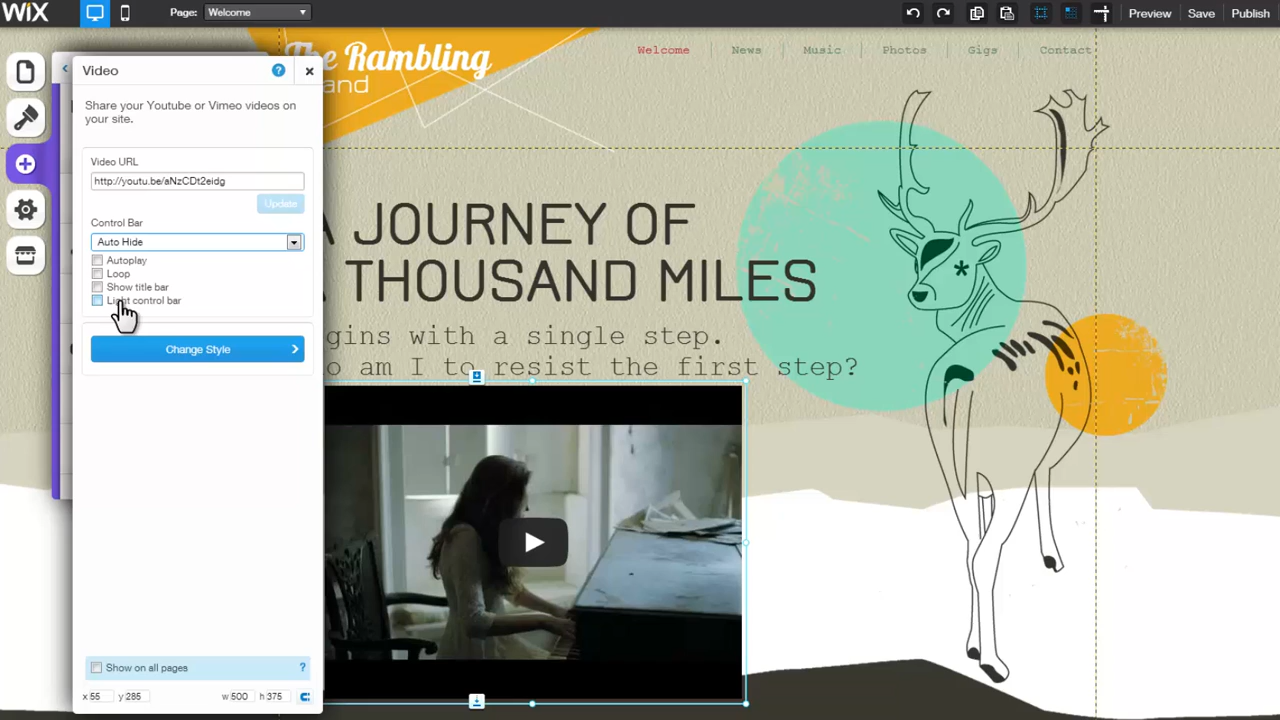 WiX Page: Welcome Preview Save Publish
The Rambling
Band
Welcome News Music Photos Gigs Contact
Video ?
Share your Youtube or Vimeo videos on
your site.
Video URL
http://youtu.be/aNzCDt2eidg
Update
Control Bar
Auto Hide
Autoplay
Loop
Show title bar
Light control bar
Change Style
Show on all pages ?
x 55 y 285 w 500 h 375
A JOURNEY OF
THOUSAND MILES
gins with a single step.
o am I to resist the first step?
*